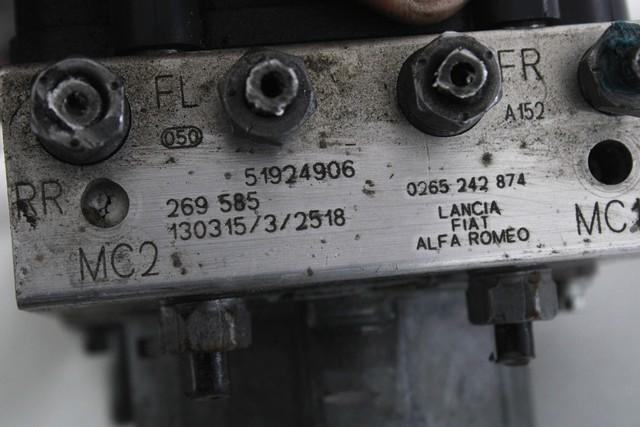 FL
FR
050
A152
51924906
0265 242 874
RR
269 585
LANCIA
130315/3/2518
FIAT
MC1
ALFA ROMEO
MC2